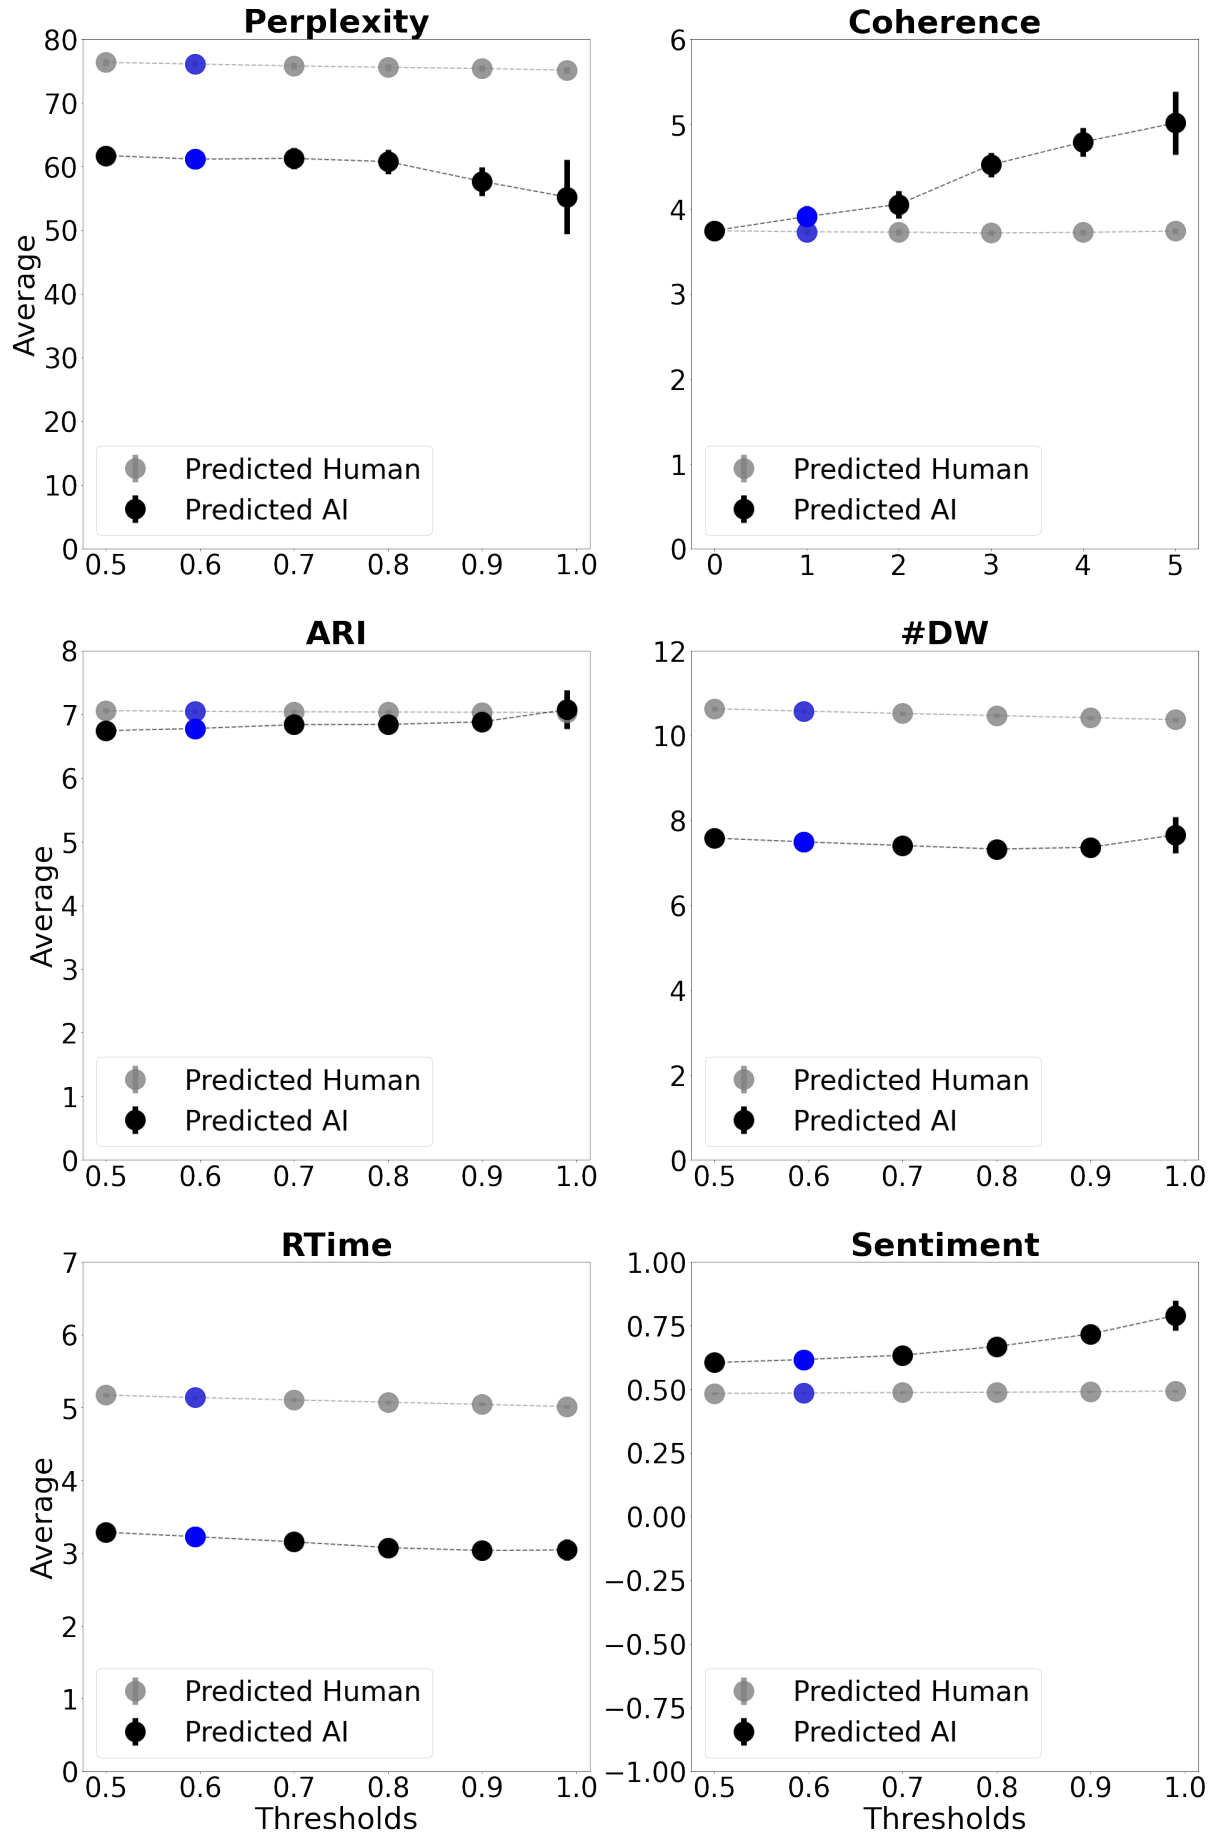 Perplexity
80
70
60
50
40
30
20
10
0
Average
0.5 0.6 0.7 0.8 0.9 1.0
Predicted Human
Predicted AI
Coherence
6
5
4
3
2
1
0
0 1 2 3 4 5
Predicted Human
Predicted AI
ARI
8
7
6
5
4
3
2
1
0
Average
0.5 0.6 0.7 0.8 0.9 1.0
Predicted Human
Predicted AI
#DW
12
10
8
6
4
2
0
0.5 0.6 0.7 0.8 0.9 1.0
Predicted Human
Predicted AI
RTime
7
6
5
4
3
2
1
0
Average
0.5 0.6 0.7 0.8 0.9 1.0
Thresholds
Predicted Human
Predicted AI
Sentiment
1.00
0.75
0.50
0.25
0.00
−0.25
−0.50
−0.75
−1.00
0.5 0.6 0.7 0.8 0.9 1.0
Thresholds
Predicted Human
Predicted AI